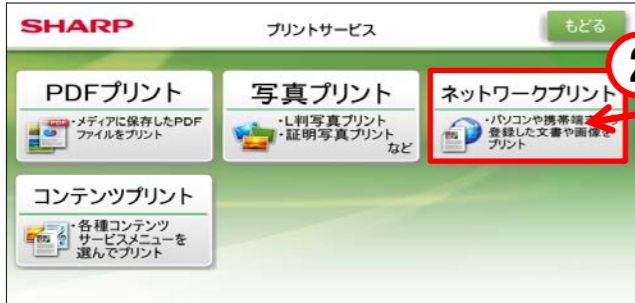 SHARP
プリントサービス
もどる
PDFプリント
・メディアに保存したPDF
ファイルをプリント
写真プリント
・L判写真プリント
・証明写真プリント
など
ネットワークプリント
・パソコンや携帯端
登録した文書や画像を
プリント
2
コンテンツプリント
・各種コンテンツ
サービスメニューを
選んでプリント